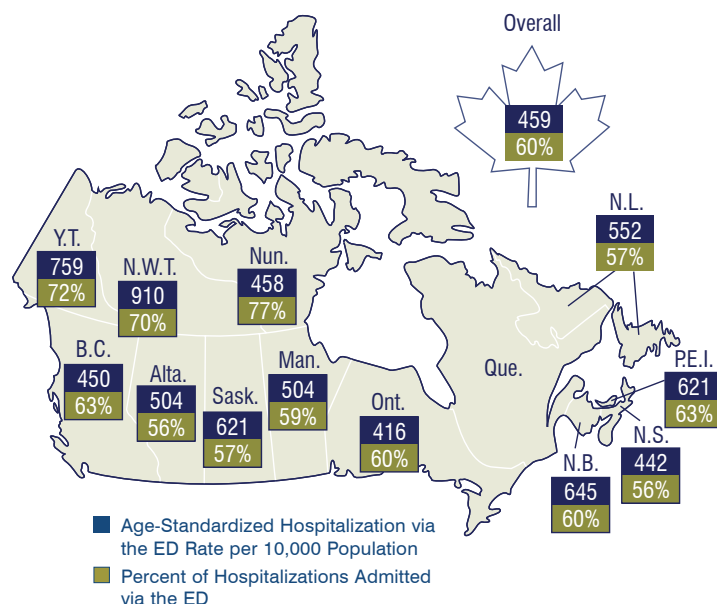 Overall
459
60%
N.L.
552
57%
Y.T.
759
72%
N.W.T.
910
70%
Nun.
458
77%
B.C.
450
63%
Alta.
504
56%
Sask.
621
57%
Man.
504
59%
Ont.
416
60%
Que.
P.E.I.
621
63%
N.S.
442
56%
N.B.
645
60%
Age-Standardized Hospitalization via
the ED Rate per 10,000 Population
Percent of Hospitalizations Admitted
via the ED